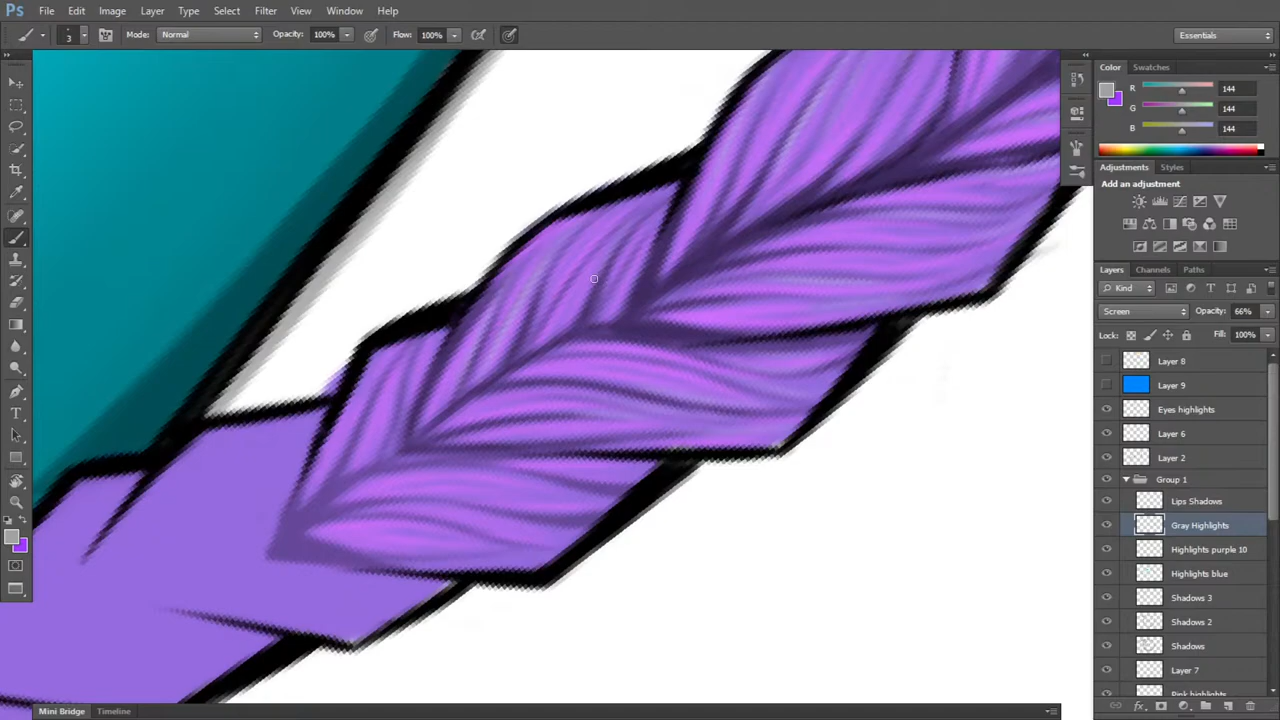 Ps File Edit Image Layer Type Select Filter View Window Help
3 Mode: Normal Opacity: 100% Flow: 100% Essentials
Color Swatches
R 144
G 144
B 144
Adjustments Styles
Add an adjustment
Layers Channels Paths
Kind
Screen Opacity: 66%
Lock: Fill: 100%
Layer 8
Layer 9
Eyes highlights
Layer 6
Layer 2
Group 1
Lips Shadows
Gray Highlights
Highlights purple 10
Highlights blue
Shadows 3
Shadows 2
Shadows
Layer 7
Pink highlights
Mini Bridge Timeline